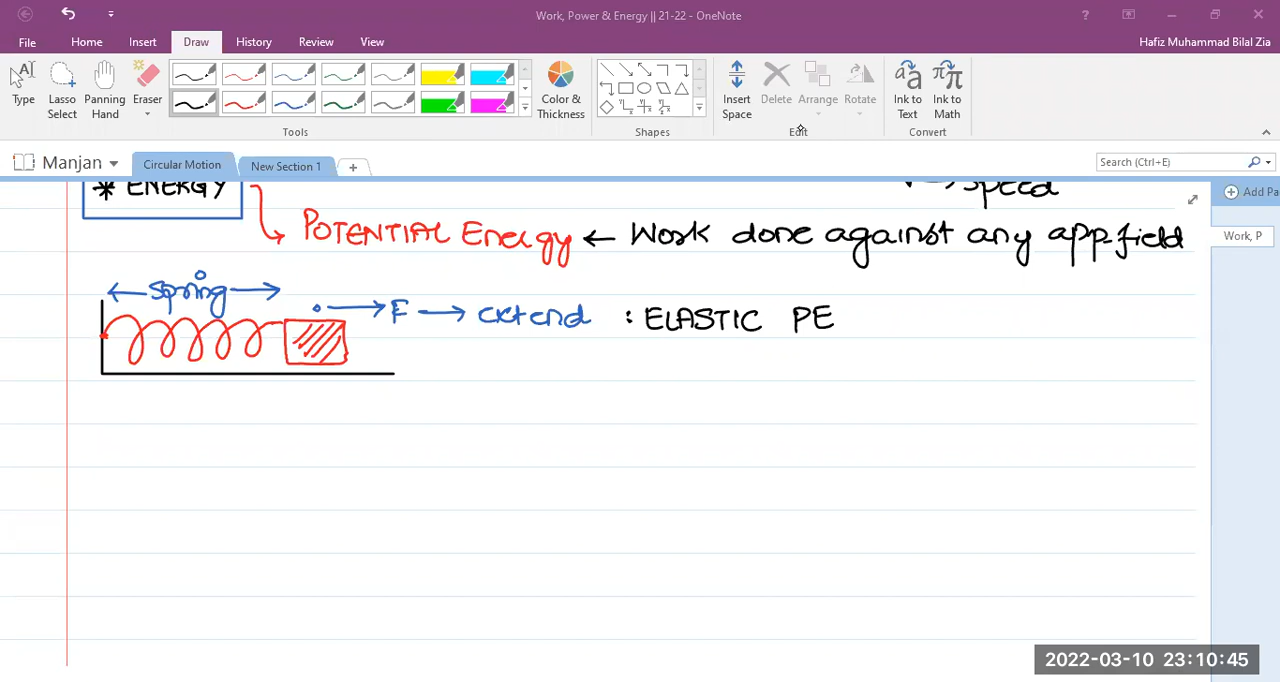 Work, Power & Energy || 21-22 - OneNote
Hafiz Muhammad Bilal Zia
File Home Insert Draw History Review View
Type Lasso Select Panning Hand Eraser Color & Thickness Insert Space Delete Arrange Rotate Ink to Text Ink to Math
Tools Shapes Edit Convert
Manjan Circular Motion New Section 1 Search (Ctrl+E)
* ENERGY speed Add Pa
POTENTIAL Energy ← Work done against any app. field Work, P
← spring → → F → extend : ELASTIC PE
2022-03-10 23:10:45